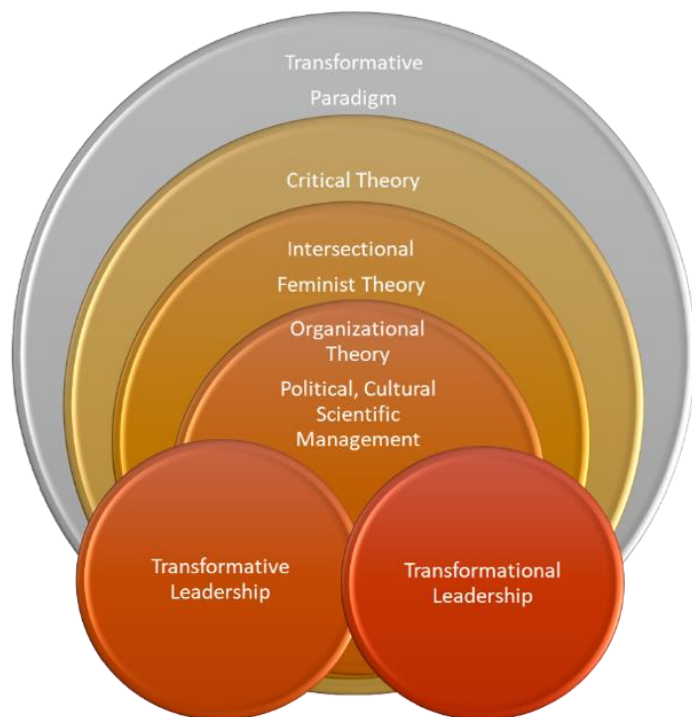 Transformative
Paradigm
Critical Theory
Intersectional
Feminist Theory
Organizational
Theory
Political, Cultural
Scientific
Management
Transformative
Leadership
Transformational
Leadership